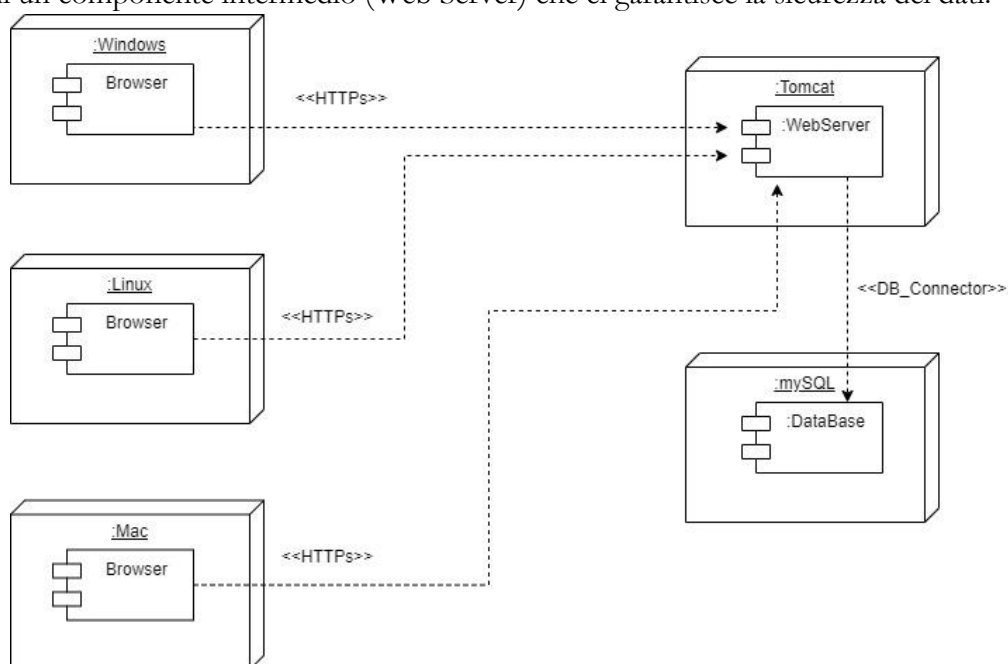 un componente intermedio (Web Server) che ci garantisce la sicurezza dei dati.
:Windows
Browser
<<HTTPs>>
:Tomcat
:WebServer
:Linux
Browser
<<HTTPs>>
<<DB_Connector>>
:mySQL
:DataBase
:Mac
Browser
<<HTTPs>>